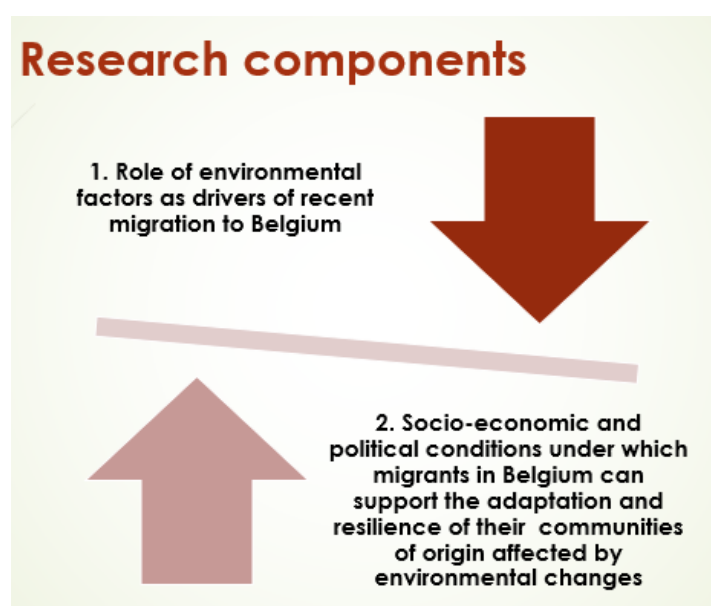 Research components
1. Role of environmental
factors as drivers of recent
migration to Belgium
2. Socio-economic and
political conditions under which
migrants in Belgium can
support the adaptation and
resilience of their communities
of origin affected by
environmental changes